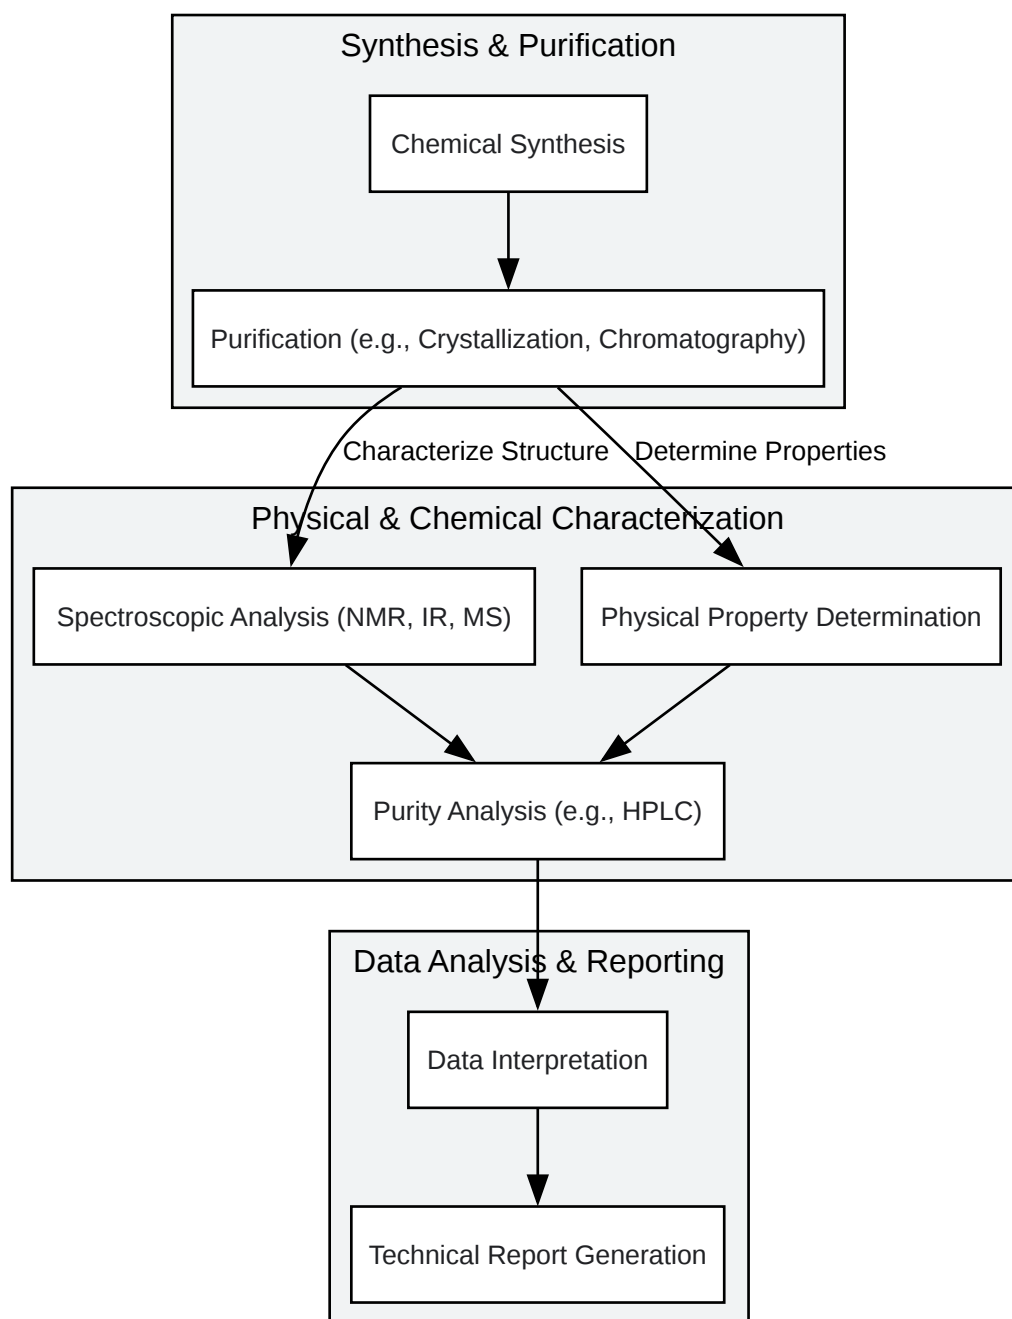 Synthesis & Purification
Chemical Synthesis
Purification (e.g., Crystallization, Chromatography)
Characterize Structure
Determine Properties
Physical & Chemical Characterization
Spectroscopic Analysis (NMR, IR, MS)
Physical Property Determination
Purity Analysis (e.g., HPLC)
Data Analysis & Reporting
Data Interpretation
Technical Report Generation